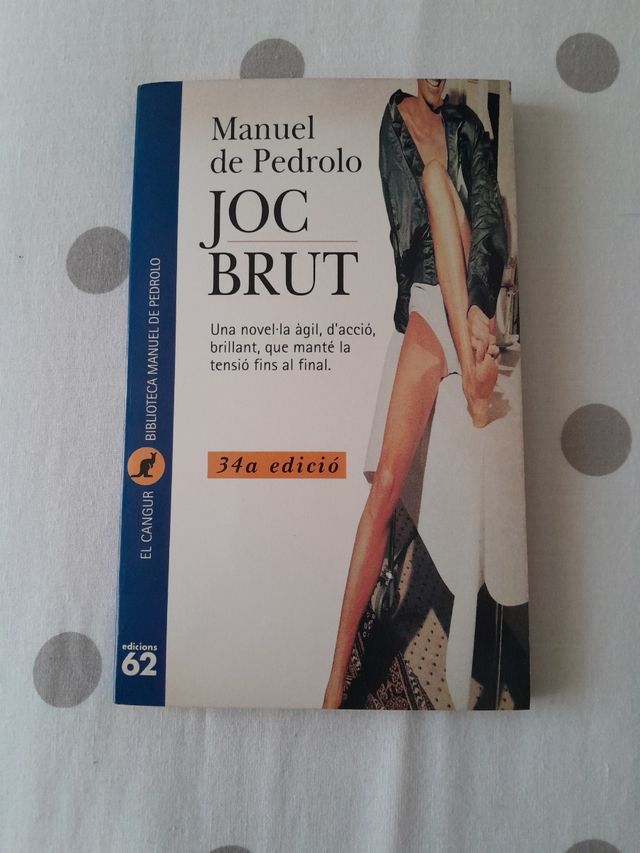 Manuel
de Pedrolo
JOC
BRUT
Una novel·la àgil, d'acció,
brillant, que manté la
tensió fins al final.
34a edició
EL CANGUR BIBLIOTECA MANUEL DE PEDROLO
edicions
62